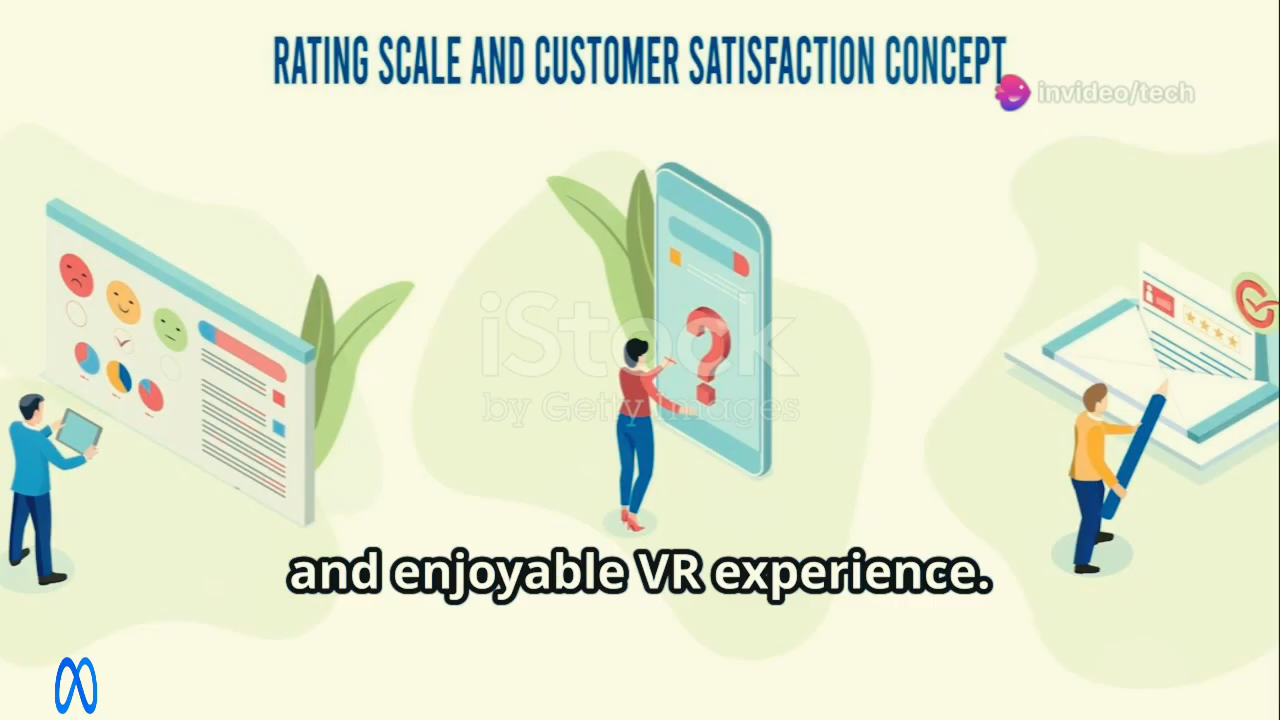 RATING SCALE AND CUSTOMER SATISFACTION CONCEPT
invideo/tech
iStock
by Getty Images
?
and enjoyable VR experience.